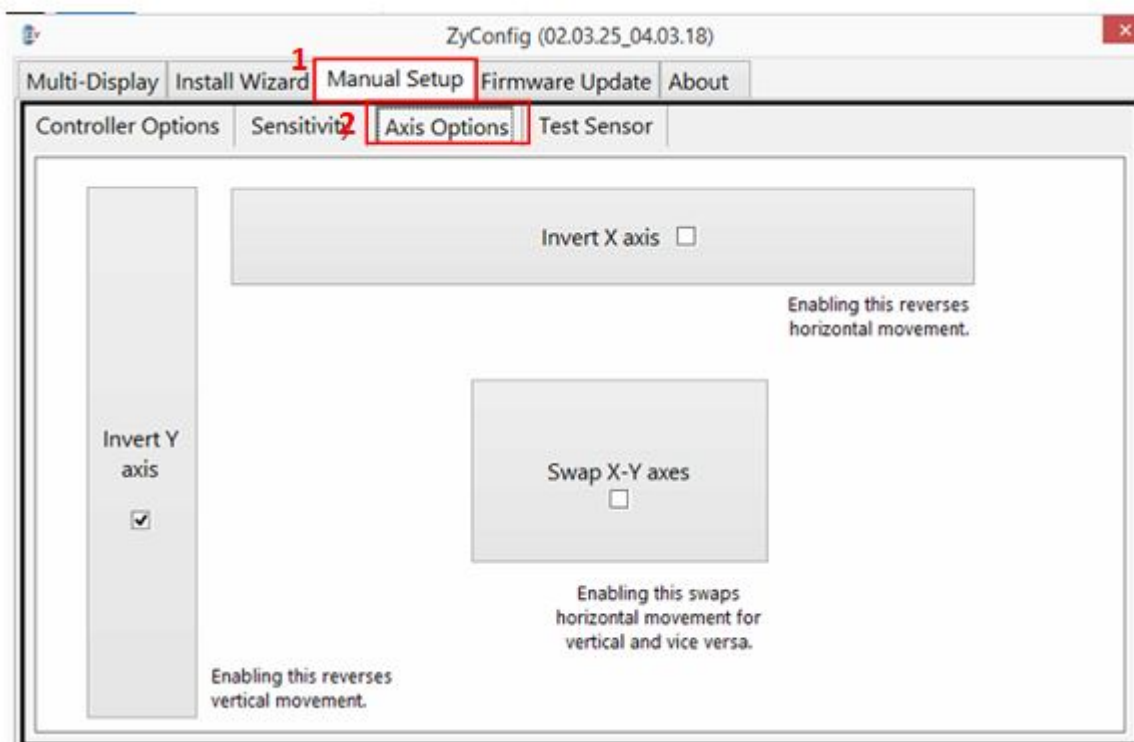 ZyConfig (02.03.25_04.03.18)
1
Multi-Display Install Wizard Manual Setup Firmware Update About
2
Controller Options Sensitivity Axis Options Test Sensor
Invert X axis
Enabling this reverses
horizontal movement.
Invert Y
axis
Swap X-Y axes
Enabling this swaps
horizontal movement for
vertical and vice versa.
Enabling this reverses
vertical movement.